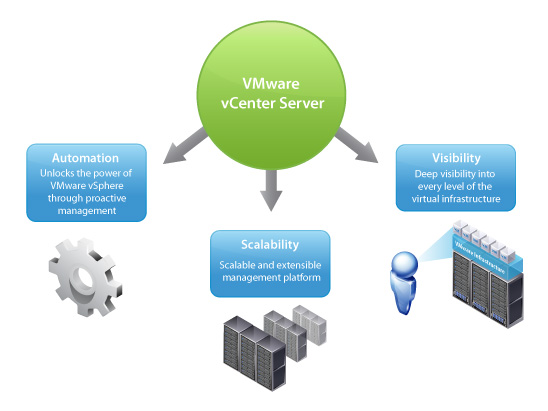 VMware
vCenter Server
Automation
Unlocks the power of
VMware vSphere
through proactive
management
Scalability
Scalable and extensible
management platform
Visibility
Deep visibility into
every level of the
virtual infrastructure
VMware Infrastructure